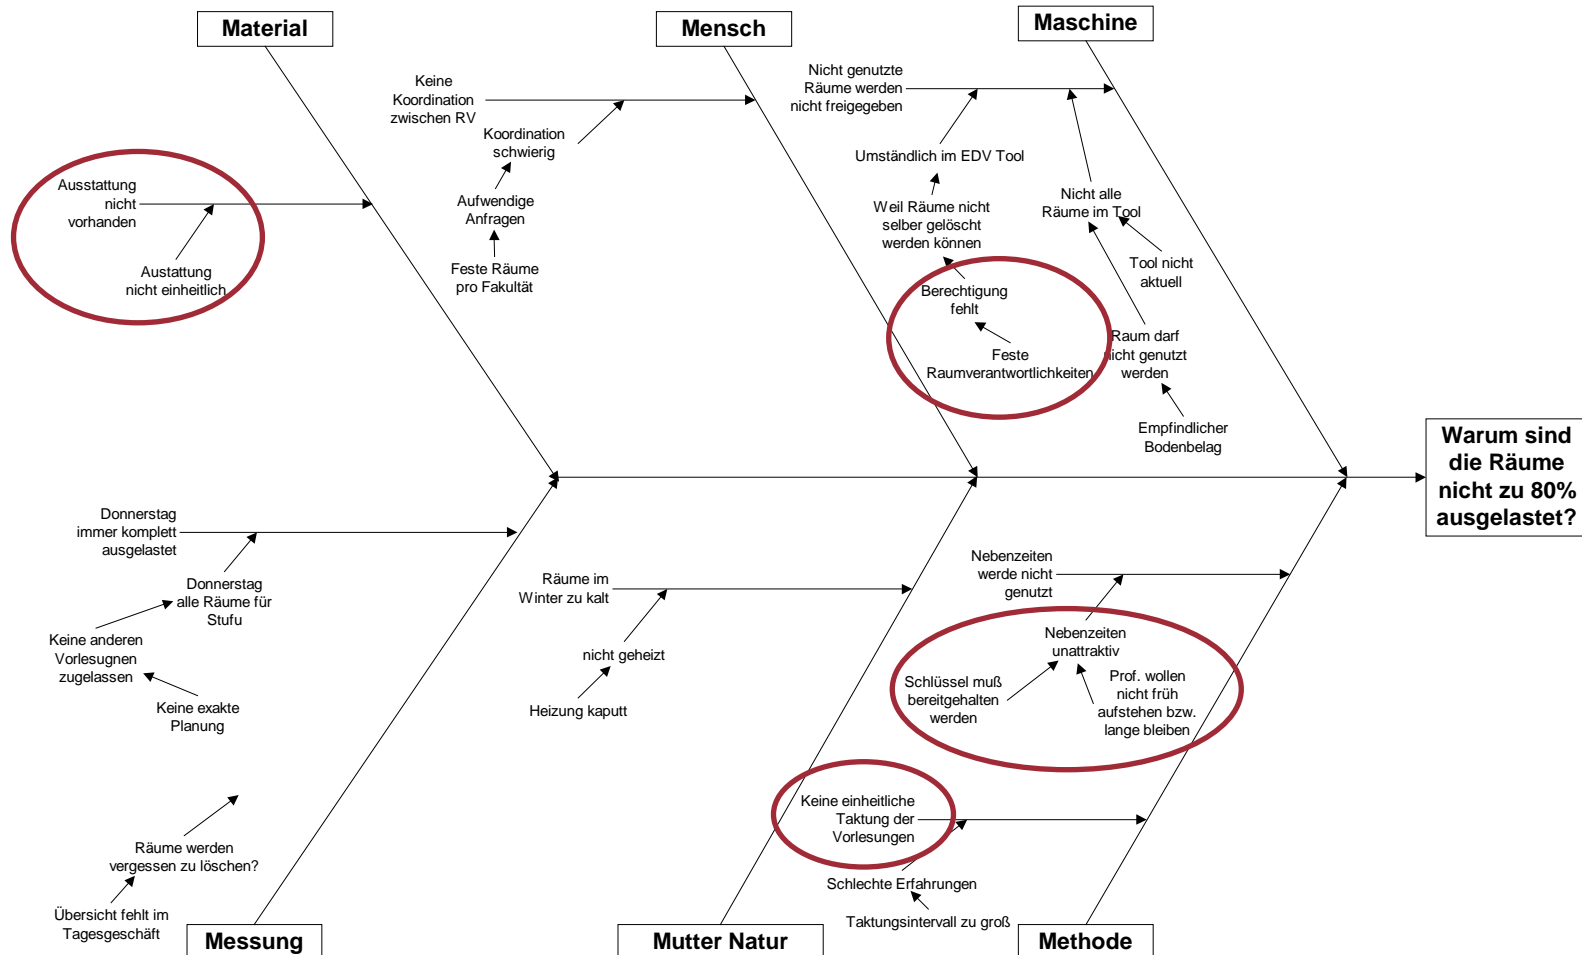 Material
Mensch
Maschine
Keine
Koordination
zwischen RV
Koordination
schwierig
Aufwendige
Anfragen
Feste Räume
pro Fakultät
Nicht genutzte
Räume werden
nicht freigegeben
Umständlich im EDV Tool
Weil Räume nicht
selber gelöscht
werden können
Berechtigung
fehlt
Feste
Raumverantwortlichkeiten
Nicht alle
Räume im Tool
Tool nicht
aktuell
Raum darf
nicht genutzt
werden
Empfindlicher
Bodenbelag
Ausstattung
nicht
vorhanden
Austattung
nicht einheitlich
Warum sind
die Räume
nicht zu 80%
ausgelastet?
Donnerstag
immer komplett
ausgelastet
Donnerstag
alle Räume für
Stufu
Keine anderen
Vorlesugnen
zugelassen
Keine exakte
Planung
Räume werden
vergessen zu löschen?
Übersicht fehlt im
Tagesgeschäft
Räume im
Winter zu kalt
nicht geheizt
Heizung kaputt
Nebenzeiten
werde nicht
genutzt
Nebenzeiten
unattraktiv
Schlüssel muß
bereitgehalten
werden
Prof. wollen
nicht früh
aufstehen bzw.
lange bleiben
Keine einheitliche
Taktung der
Vorlesungen
Schlechte Erfahrungen
Taktungsintervall zu groß
Messung
Mutter Natur
Methode